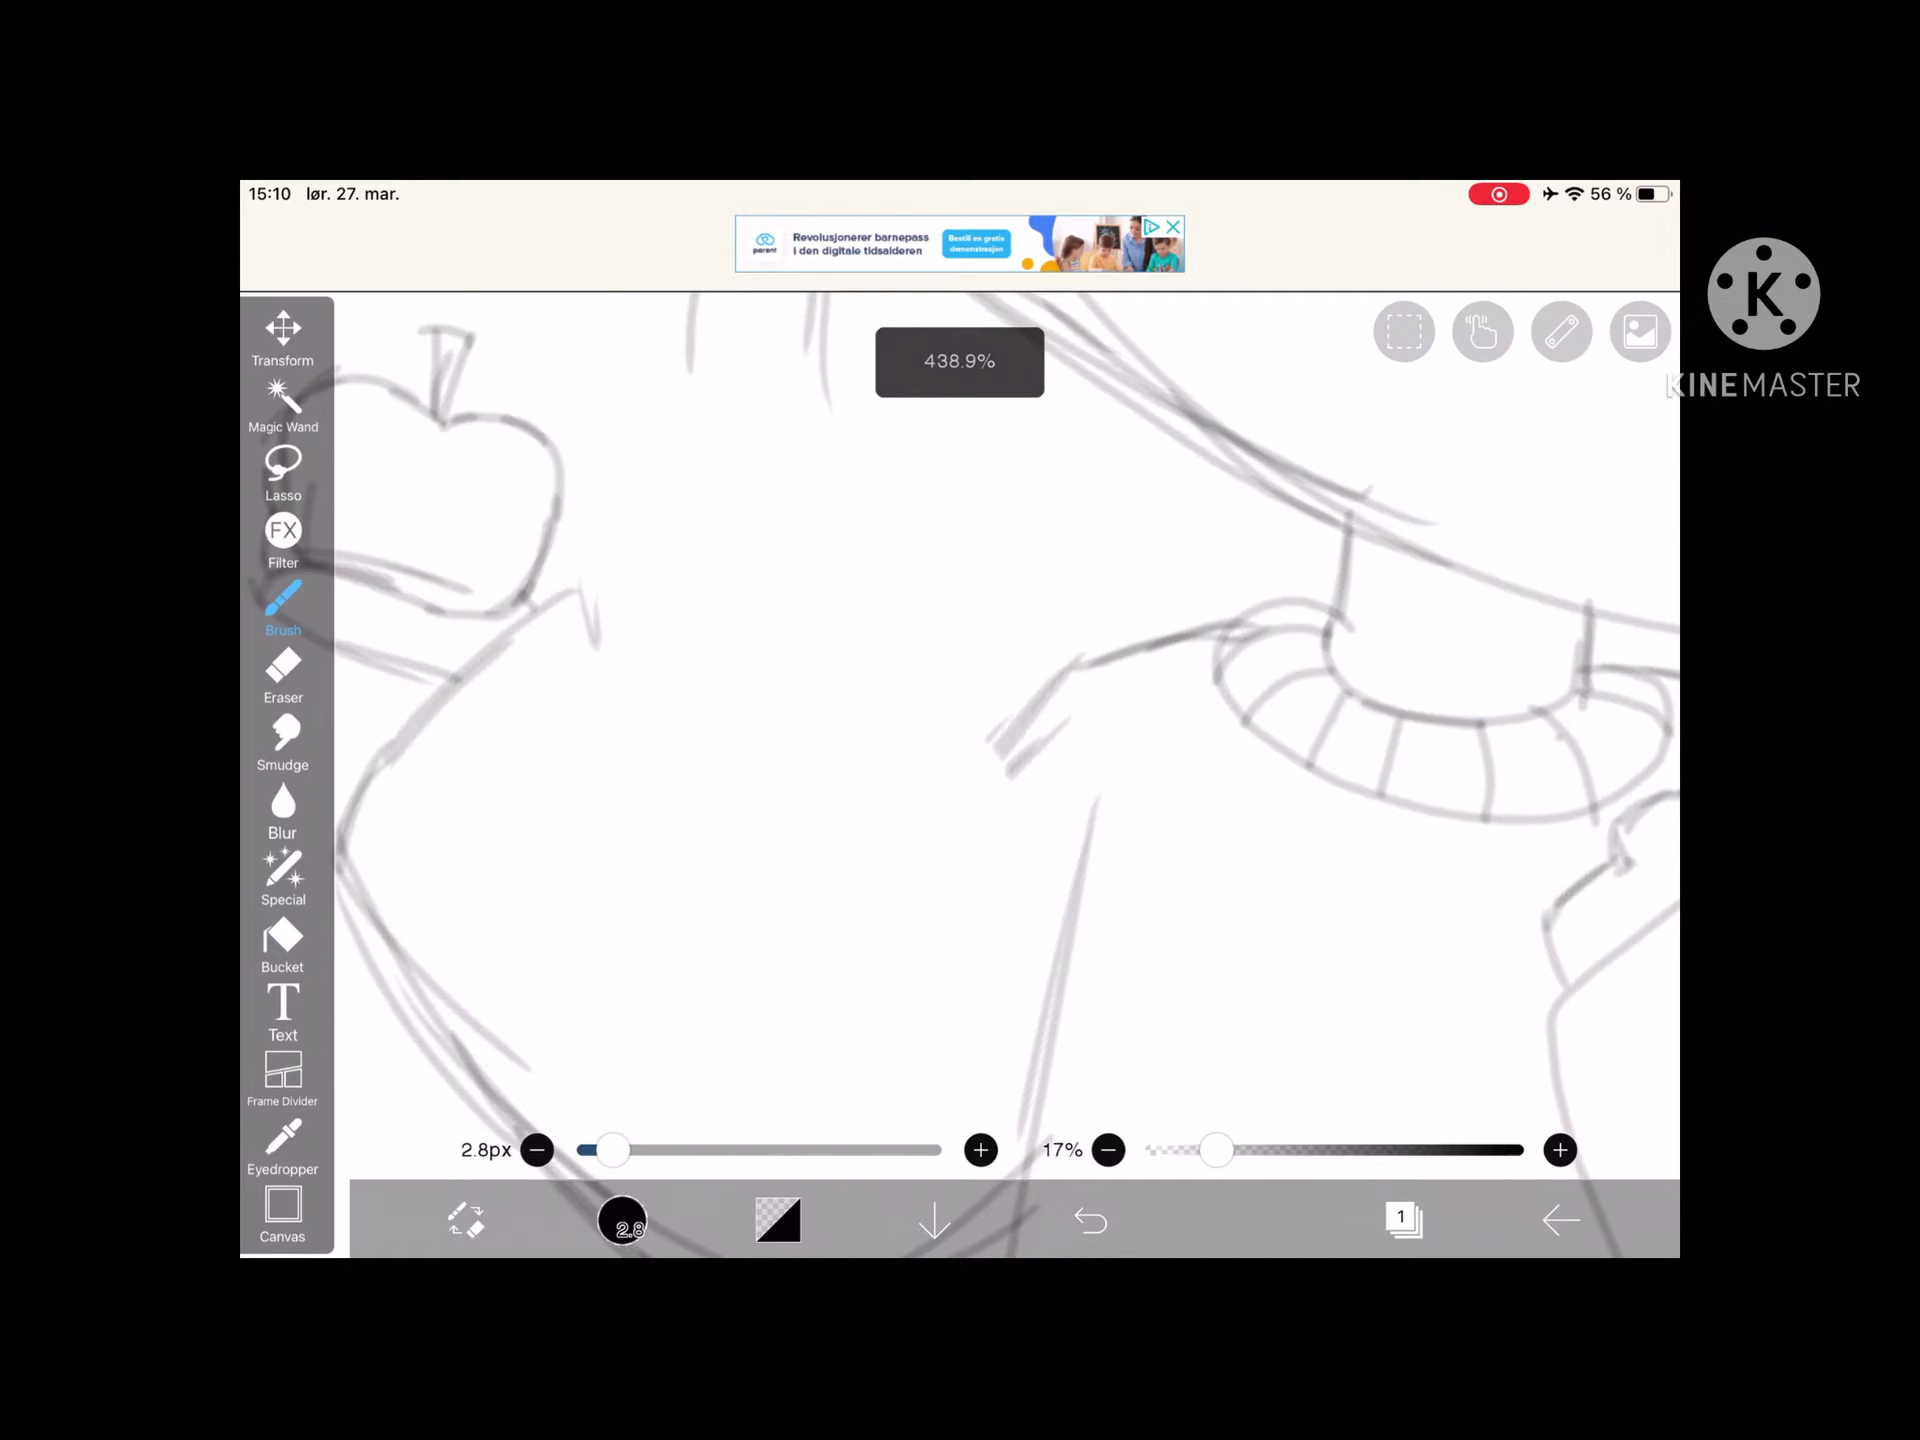 15:10 lør. 27. mar.
56 %
parent
Revolusjonerer barnepass
i den digitale tidsalderen
Bestill en gratis
demonstrasjon
K
KINEMASTER
438.9%
Transform
Magic Wand
Lasso
FX
Filter
Brush
Eraser
Smudge
Blur
Special
Bucket
T
Text
Frame Divider
Eyedropper
Canvas
2.8px
17%
2.8
1